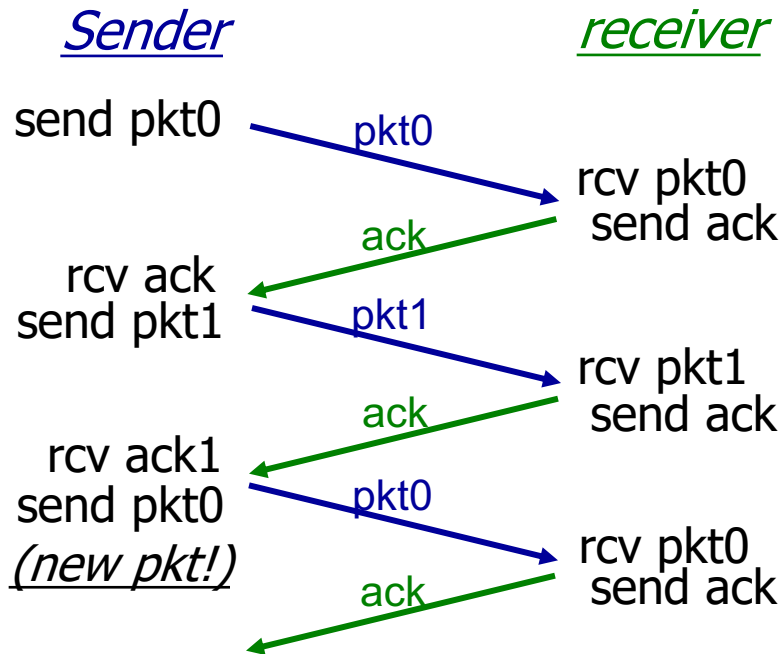 Sender
receiver
send pkt0
pkt0
rcv pkt0
send ack
ack
rcv ack
send pkt1
pkt1
rcv pkt1
send ack
ack
rcv ack1
send pkt0
(new pkt!)
pkt0
rcv pkt0
send ack
ack